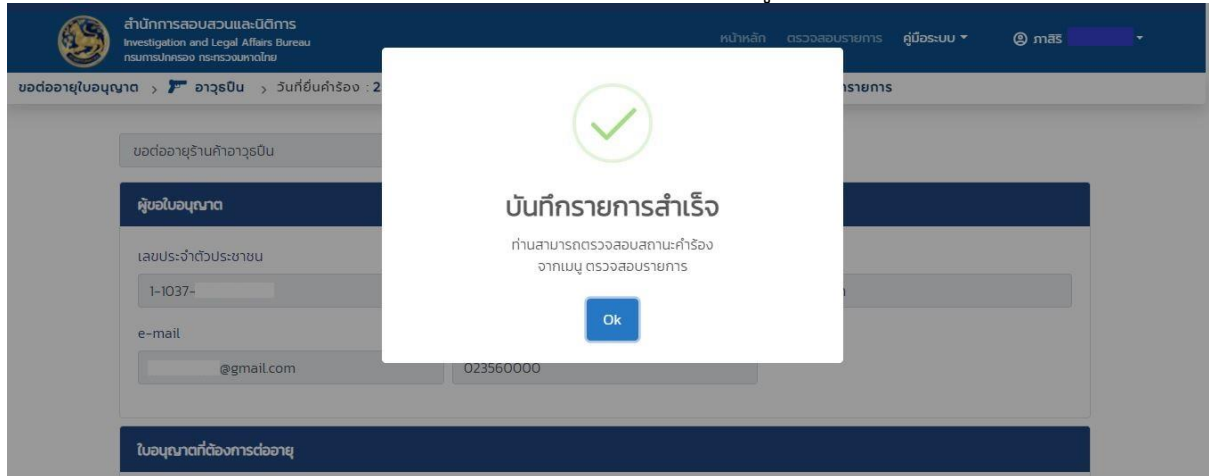 สำนักการสอบสวนและนิติการ
Investigation and Legal Affairs Bureau
กรมการปกครอง กระทรวงมหาดไทย
หน้าหลัก ตรวจสอบรายการ คู่มือระบบ ภาสิริ
ขอต่ออายุใบอนุญาต > อาวุธปืน > วันที่ยื่นคำร้อง : 2
รายการ
ขอต่ออายุร้านค้าอาวุธปืน
ผู้ขอใบอนุญาต
บันทึกรายการสำเร็จ
ท่านสามารถตรวจสอบสถานะคำร้อง
จากเมนู ตรวจสอบรายการ
Ok
เลขประจำตัวประชาชน
1-1037-
e-mail
@gmail.com
023560000
ใบอนุญาตที่ต้องการต่ออายุ